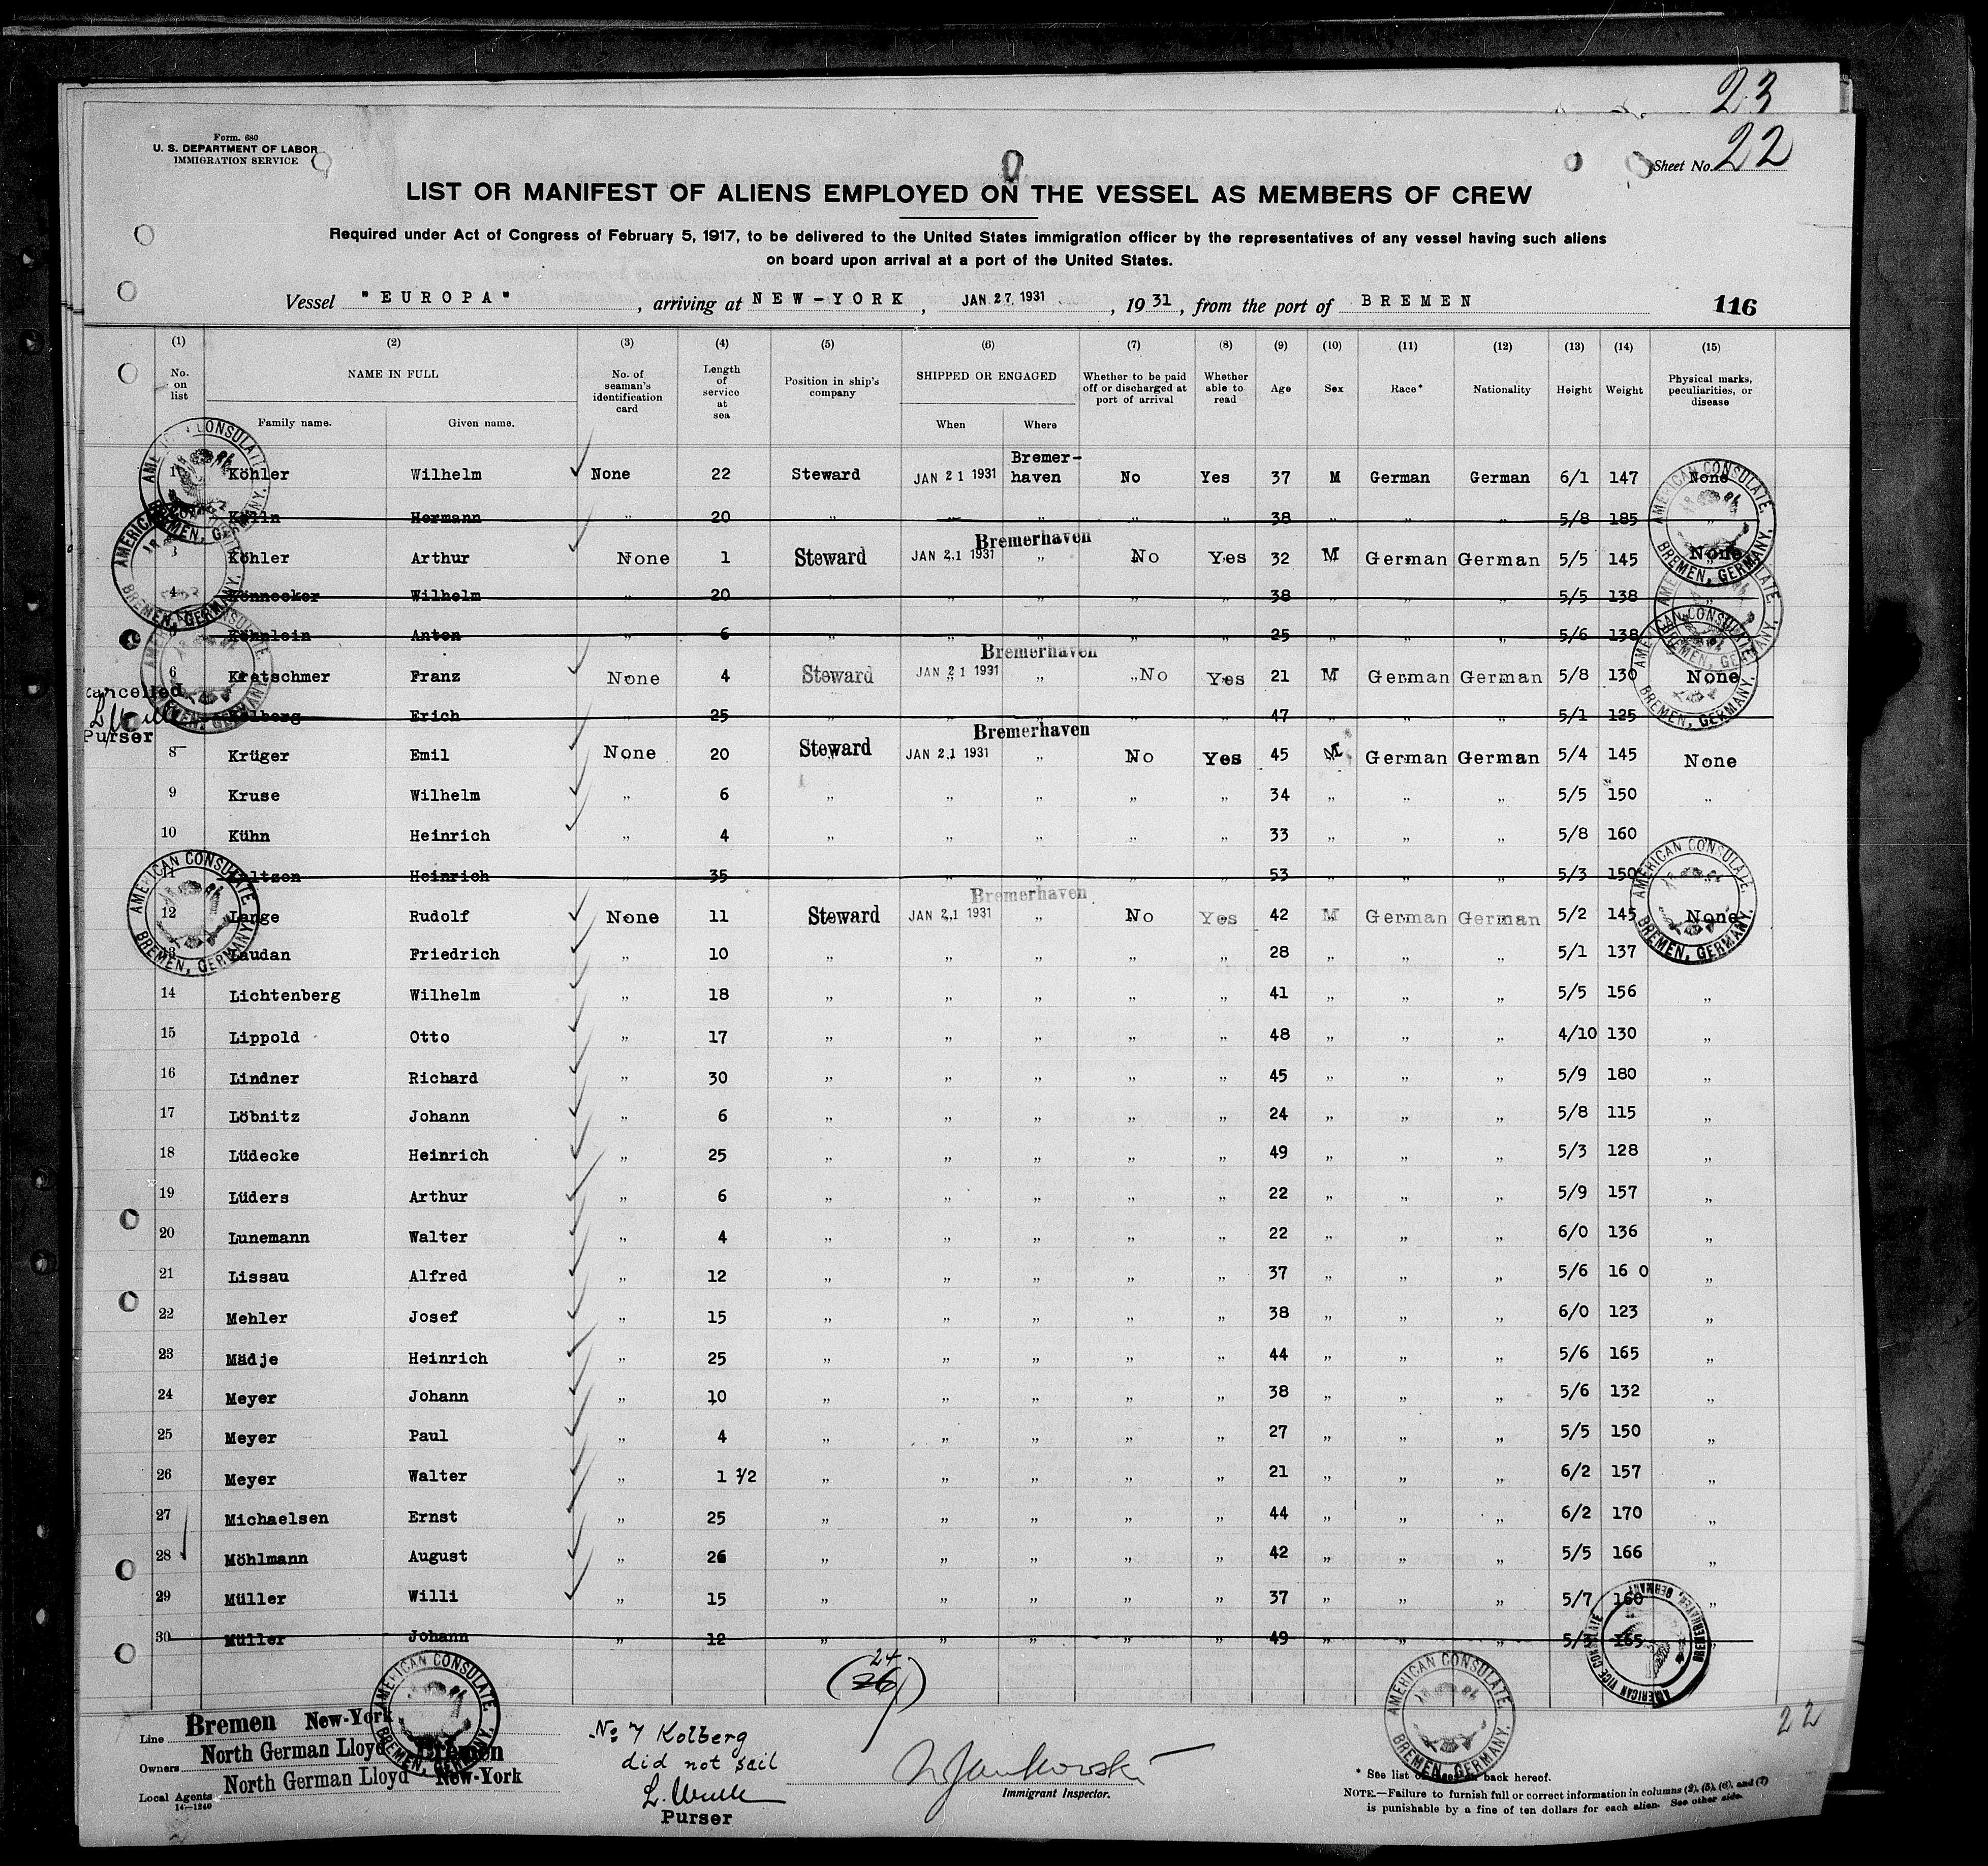 23
Form. 680
U. S. DEPARTMENT OF LABOR
IMMIGRATION SERVICE
Sheet No. 22
LIST OR MANIFEST OF ALIENS EMPLOYED ON THE VESSEL AS MEMBERS OF CREW
Required under Act of Congress of February 5, 1917, to be delivered to the United States immigration officer by the representatives of any vessel having such aliens
on board upon arrival at a port of the United States.
Vessel "EUROPA", arriving at NEW-YORK, JAN 27 1931, 1931, from the port of BREMEN 116
(1) (2) (3) (4) (5) (6) (7) (8) (9) (10) (11) (12) (13) (14) (15)
No. on list NAME IN FULL Family name. Given name. No. of seaman's identification card Length of service at sea Position in ship's company SHIPPED OR ENGAGED When Where Whether to be paid off or discharged at port of arrival Whether able to read Age Sex Race* Nationality Height Weight Physical marks, peculiarities, or disease
1 Köhler Wilhelm None 22 Steward JAN 21 1931 Bremerhaven No Yes 37 M German German 6/1 147 None
Hermann " 20 " " " " " 38 " " " 5/8 185 "
3 Köhler Arthur None 1 Steward JAN 21 1931 Bremerhaven " No Yes 32 M German German 5/5 145 None
4 Könnecker Wilhelm " 20 " " " " " 38 " " " 5/5 138 "
Köhnlein Anton " 6 " " " " " 25 " " " 5/6 138
6 Kretschmer Franz None 4 Steward JAN 21 1931 Bremerhaven " No Yes 21 M German German 5/8 130 None
cancelled
Purser
Kolberg Erich " 25 " " " " " 47 " " " 5/1 125
8 Krüger Emil None 20 Steward JAN 21 1931 Bremerhaven " No Yes 45 M German German 5/4 145 None
9 Kruse Wilhelm " 6 " " " " " 34 " " " 5/5 150 "
10 Kühn Heinrich " 4 " " " " " 33 " " " 5/8 160
11 Heinrich " 35 " " " " " 53 " " " 5/3 150
12 Lange Rudolf None 11 Steward JAN 21 1931 Bremerhaven " No Yes 42 M German German 5/2 145 None
13 Laudan Friedrich " 10 " " " " " 28 " " " 5/1 137
14 Lichtenberg Wilhelm " 18 " " " " " 41 " " " 5/5 156 "
15 Lippold Otto " 17 " " " " " 48 " " " 4/10 130 "
16 Lindner Richard " 30 " " " " " 45 " " " 5/9 180 "
17 Löbnitz Johann " 6 " " " " " 24 " " " 5/8 115 "
18 Lüdecke Heinrich " 25 " " " " " 49 " " " 5/3 128 "
19 Lüders Arthur " 6 " " " " " 22 " " " 5/9 157 "
20 Lunemann Walter " 4 " " " " " 22 " " " 6/0 136 "
21 Lissau Alfred " 12 " " " " " 37 " " " 5/6 16 0 "
22 Mehler Josef " 15 " " " " " 38 " " " 6/0 123 "
23 Mädje Heinrich " 25 " " " " " 44 " " " 5/6 165 "
24 Meyer Johann " 10 " " " " " 38 " " " 5/6 132 "
25 Meyer Paul " 4 " " " " " 27 " " " 5/5 150 "
26 Meyer Walter " 1 1/2 " " " " " 21 " " " 6/2 157 "
27 Michaelsen Ernst " 25 " " " " " 44 " " " 6/2 170 "
28 Möhlmann August " 26 " " " " " 42 " " " 5/5 166 "
29 Müller Willi " 15 " " " " " 37 " " " 5/7 160 "
30 Müller Johann " 12 " " " " " 49 " " " 165 "
24
(26)
AMERICAN CONSULATE
BREMEN, GERMANY.
AMERICAN VICE CONSULATE
BREMERHAVEN, GERMANY
Line Bremen New-York
Owners North German Lloyd Bremen
Local Agents North German Lloyd New-York
14-1240
No 7 Kolberg
did not sail
Purser
Immigrant Inspector.
22
* See list of races on back hereof.
NOTE.—Failure to furnish full or correct information in columns (2), (5), (6), and (7)
is punishable by a fine of ten dollars for each alien. See other side.